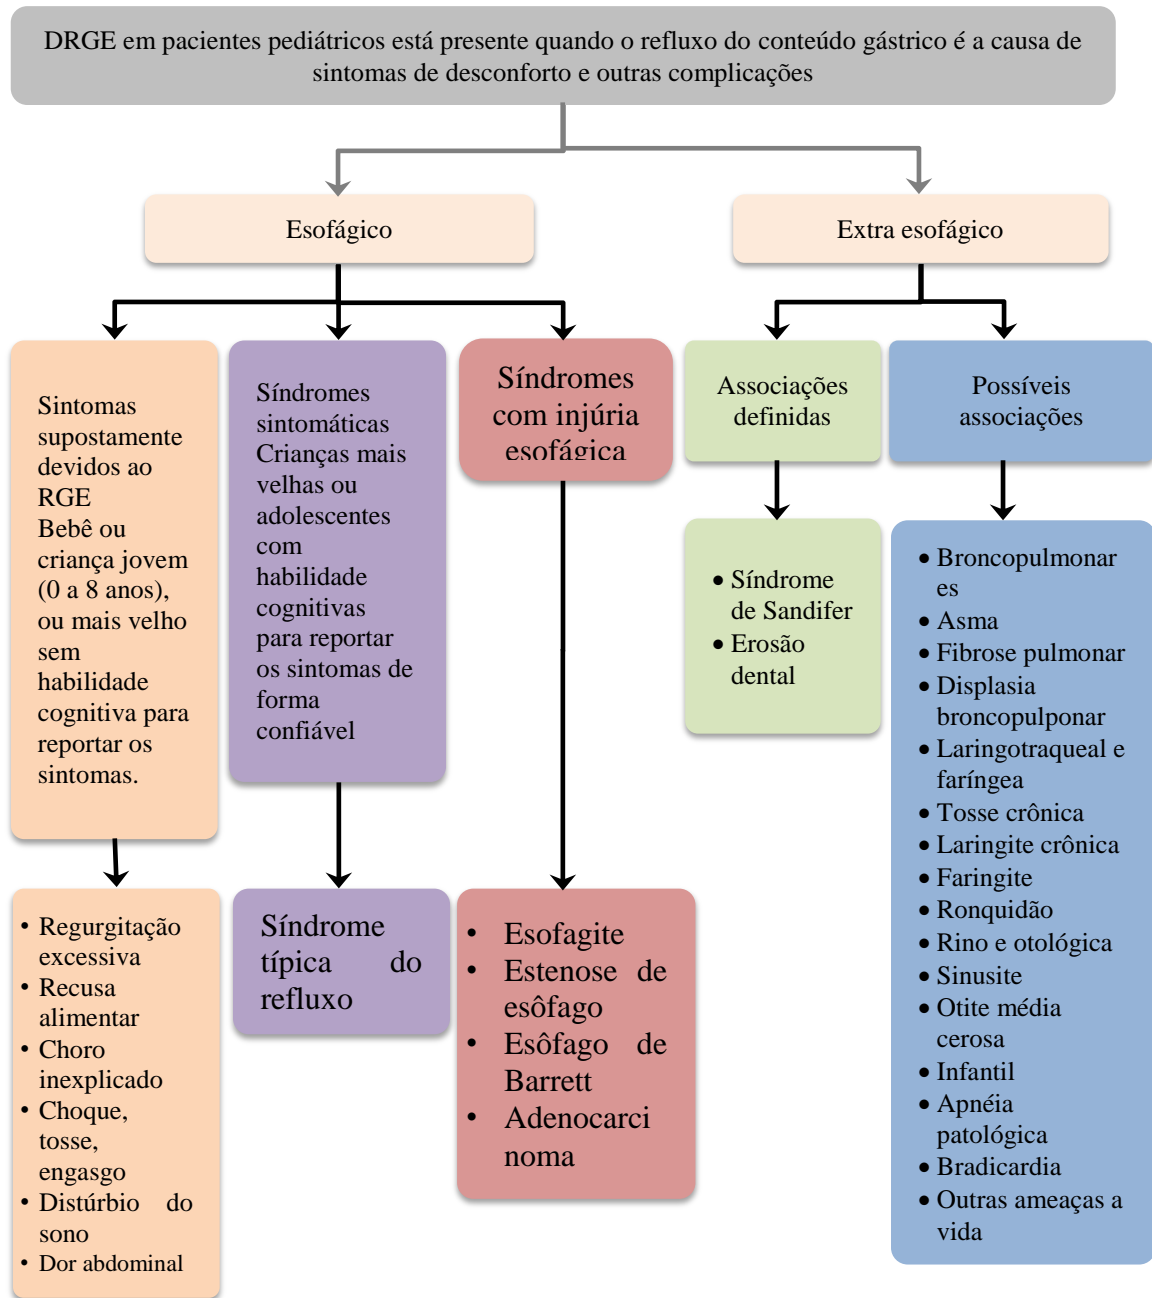 DRGE em pacientes pediátricos está presente quando o refluxo do conteúdo gástrico é a causa de
sintomas de desconforto e outras complicações
Esofágico
Extra esofágico
Sintomas
supostamente
devidos ao
RGE
Bebê ou
criança jovem
(0 a 8 anos),
ou mais velho
sem
habilidade
cognitiva para
reportar os
sintomas.
Síndromes
sintomáticas
Crianças mais
velhas ou
adolescentes
com
habilidade
cognitivas
para reportar
os sintomas de
forma
confiável
Síndromes
com injúria
esofágica
Associações
definidas
Possíveis
associações
• Síndrome
de Sandifer
• Erosão
dental
• Broncopulmonar
es
• Asma
• Fibrose pulmonar
• Displasia
broncopulponar
• Laringotraqueal e
faríngea
• Tosse crônica
• Laringite crônica
• Faringite
• Ronquidão
• Rino e otológica
• Sinusite
• Otite média
cerosa
• Infantil
• Apnéia
patológica
• Bradicardia
• Outras ameaças a
vida
• Regurgitação
excessiva
• Recusa
alimentar
• Choro
inexplicado
• Choque,
tosse,
engasgo
• Distúrbio do
sono
• Dor abdominal
Síndrome
típica do
refluxo
• Esofagite
• Estenose de
esôfago
• Esôfago de
Barrett
• Adenocarci
noma